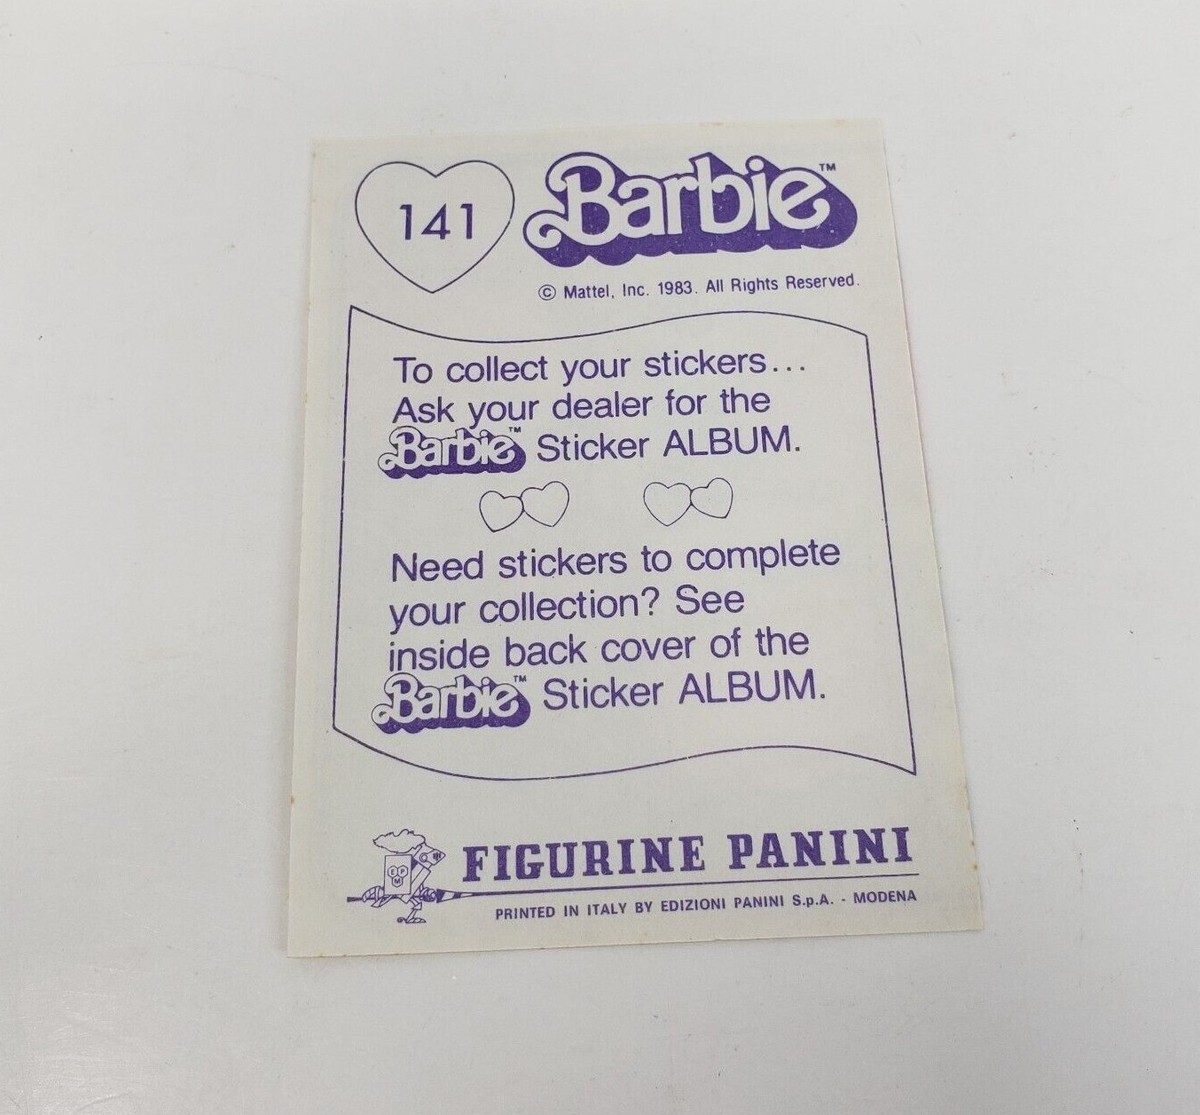 141
Barbie™
© Mattel, Inc. 1983. All Rights Reserved.
To collect your stickers...
Ask your dealer for the
Barbie™ Sticker ALBUM.
Need stickers to complete
your collection? See
inside back cover of the
Barbie™ Sticker ALBUM.
EPM
FIGURINE PANINI
PRINTED IN ITALY BY EDIZIONI PANINI S.p.A. - MODENA